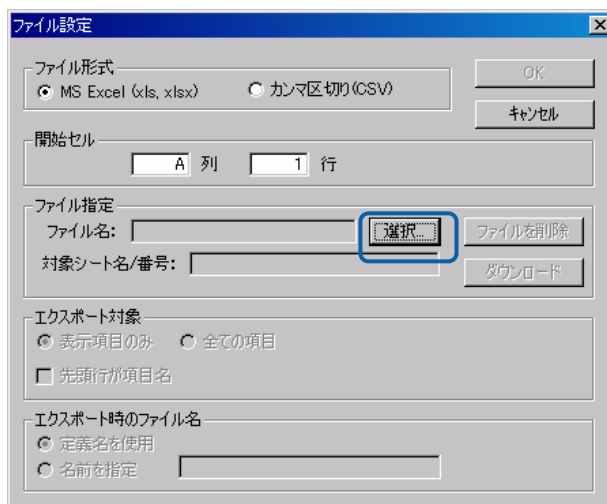 ファイル設定
ファイル形式
MS Excel (xls, xlsx) カンマ区切り(CSV)
OK
キャンセル
開始セル
A 列 1 行
ファイル指定
ファイル名: 選択... ファイルを削除
対象シート名/番号: ダウンロード
エクスポート対象
表示項目のみ 全ての項目
先頭行が項目名
エクスポート時のファイル名
定義名を使用
名前を指定